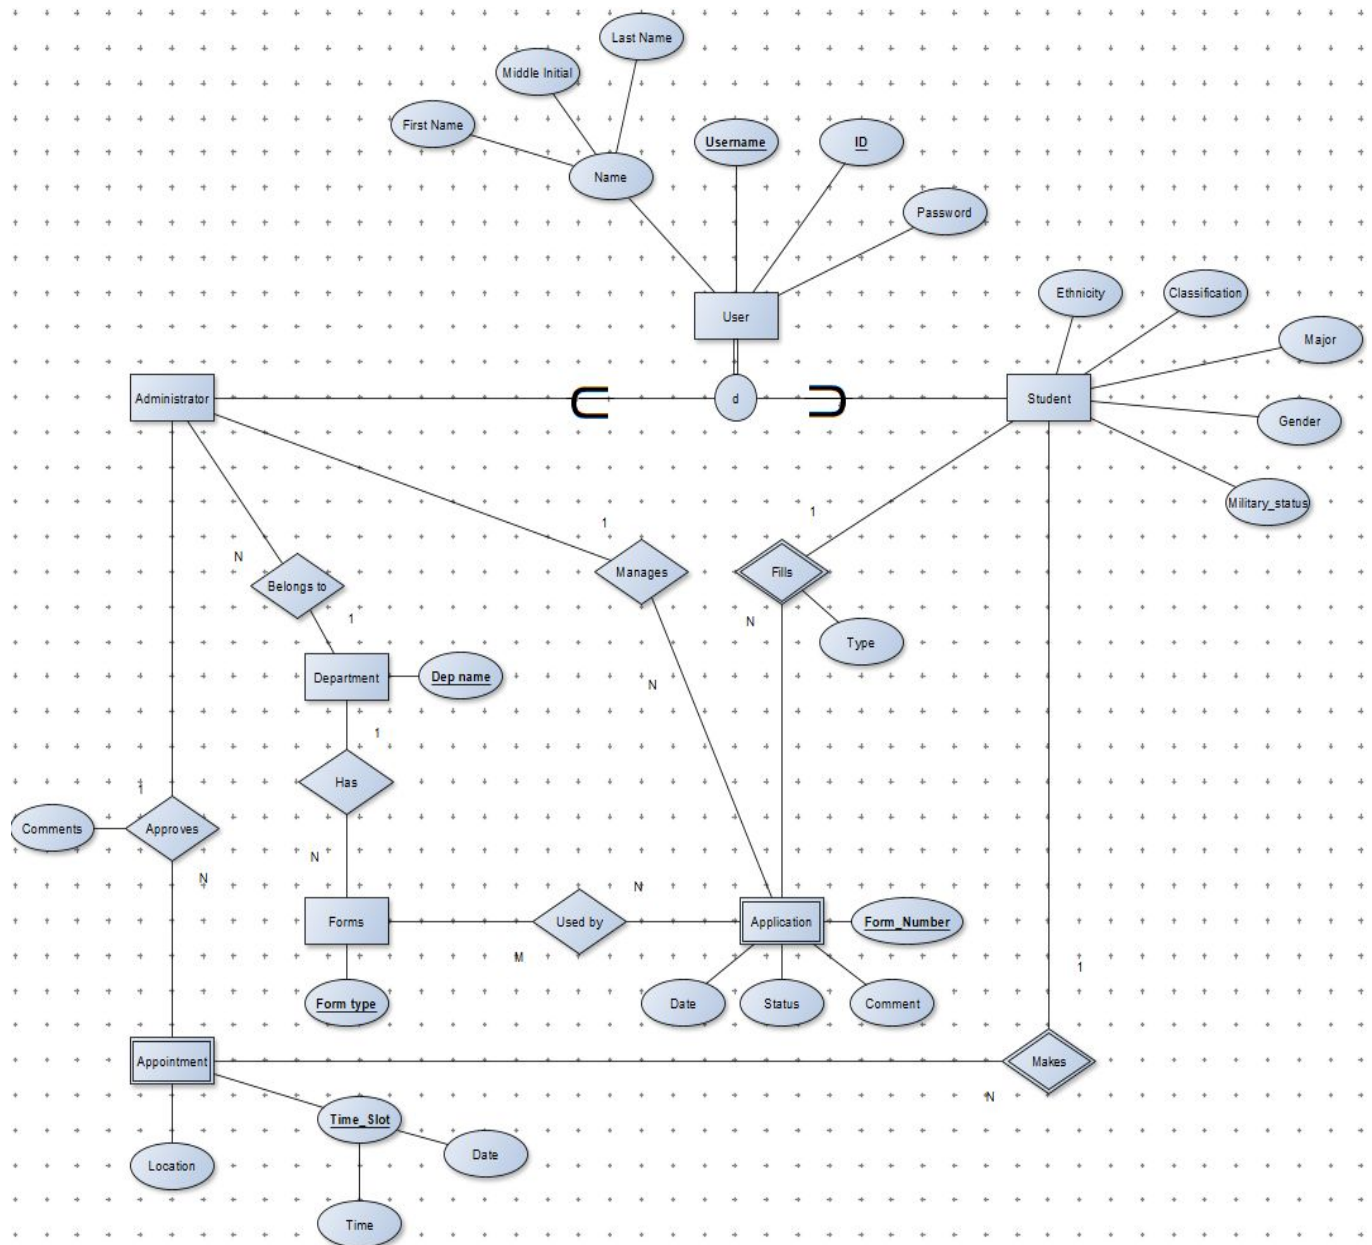 Last Name
Middle Initial
First Name
Username
ID
Name
Password
Ethnicity
Classification
User
Major
Administrator
d
Student
Gender
Military_status
1
1
N
Manages
Fills
Belongs to
1
N
Type
Department
Dep name
N
1
Has
1
Comments
Approves
N
N
N
Forms
Used by
Application
Form_Number
M
1
Form type
Date
Status
Comment
Appointment
Makes
N
Time_Slot
Date
Location
Time